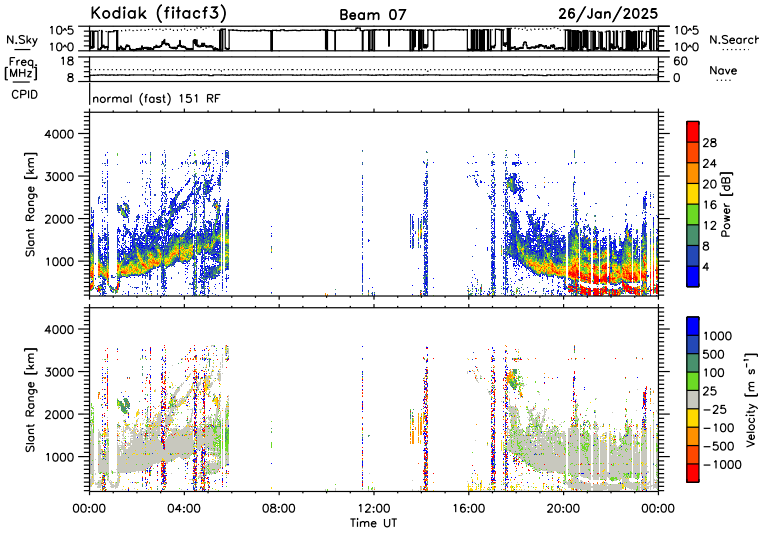 Kodiak (fitacf3) Beam 07 26/Jan/2025
N.Sky 10^5 10^0 10^5 10^0 N.Search
Freq. [MHz] 18 8 60 0 Nave
CPID normal (fast) 151 RF
Slant Range [km]
4000
3000
2000
1000
28
24
20
16
12
8
4
Power [dB]
Slant Range [km]
4000
3000
2000
1000
1000
500
100
25
-25
-100
-500
-1000
Velocity [m s⁻¹]
00:00 04:00 08:00 12:00 16:00 20:00 00:00
Time UT